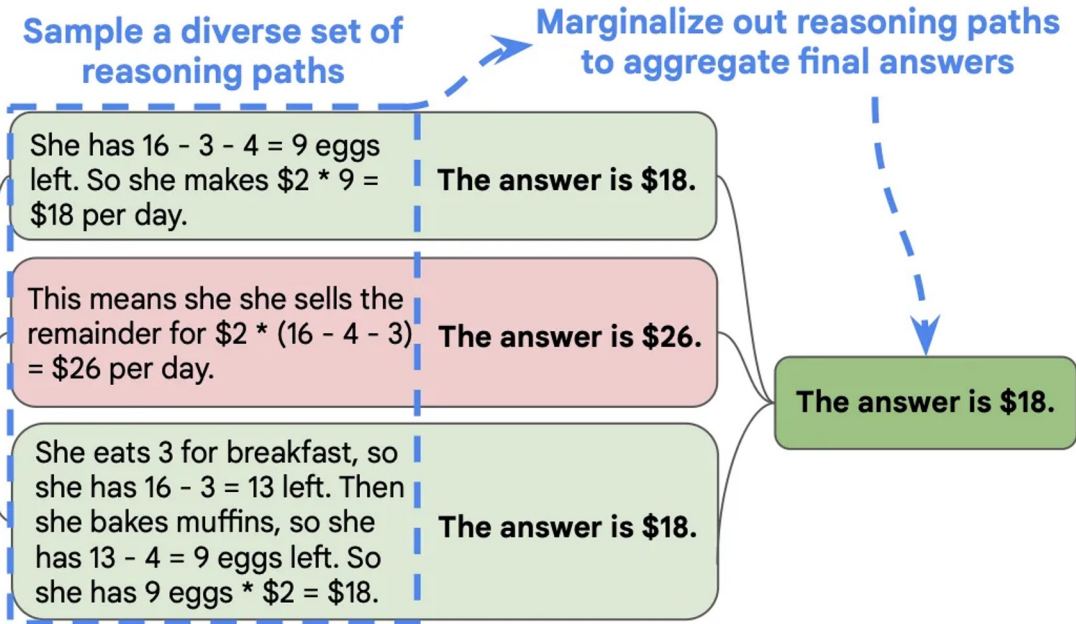 Sample a diverse set of
reasoning paths
Marginalize out reasoning paths
to aggregate final answers
She has 16 - 3 - 4 = 9 eggs
left. So she makes $2 * 9 =
$18 per day.
The answer is $18.
This means she she sells the
remainder for $2 * (16 - 4 - 3)
= $26 per day.
The answer is $26.
She eats 3 for breakfast, so
she has 16 - 3 = 13 left. Then
she bakes muffins, so she
has 13 - 4 = 9 eggs left. So
she has 9 eggs * $2 = $18.
The answer is $18.
The answer is $18.